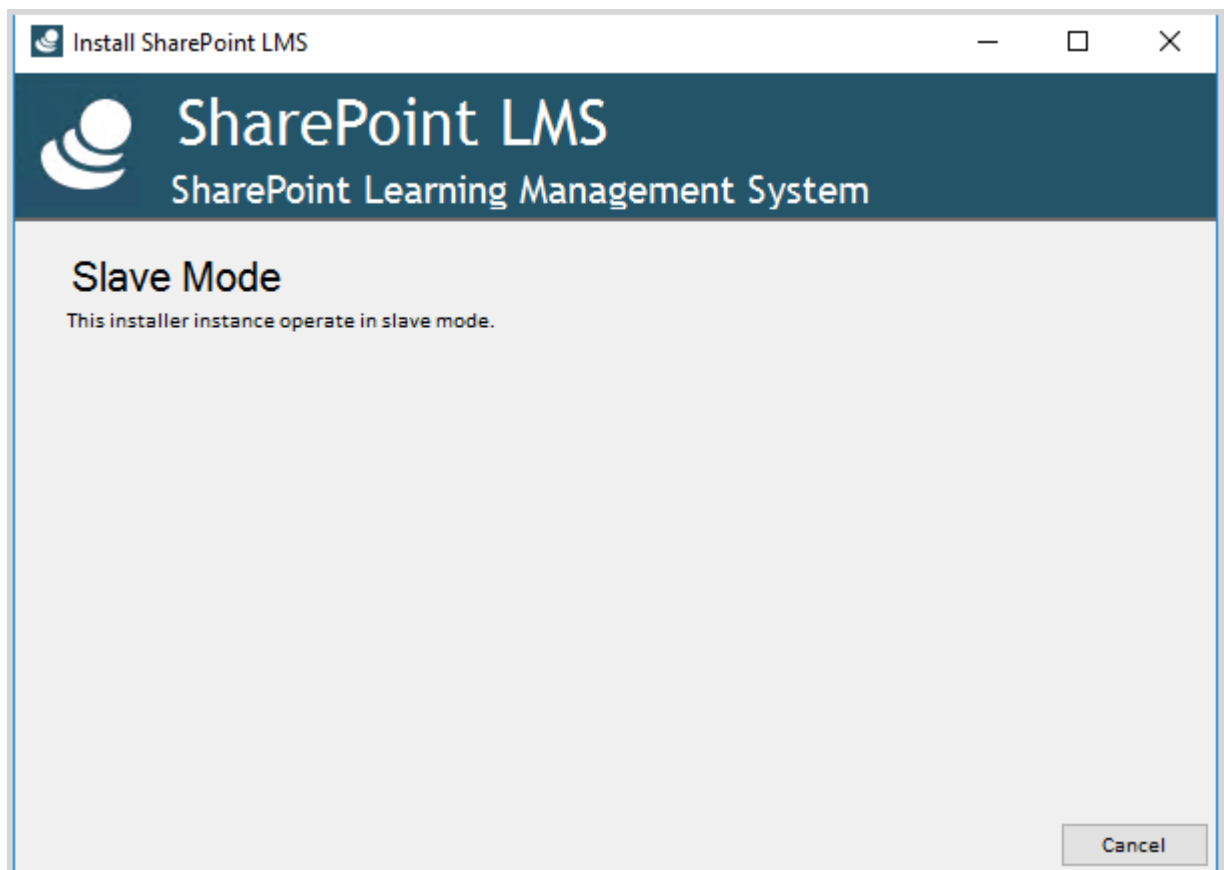 Install SharePoint LMS
SharePoint LMS
SharePoint Learning Management System
Slave Mode
This installer instance operate in slave mode.
Cancel